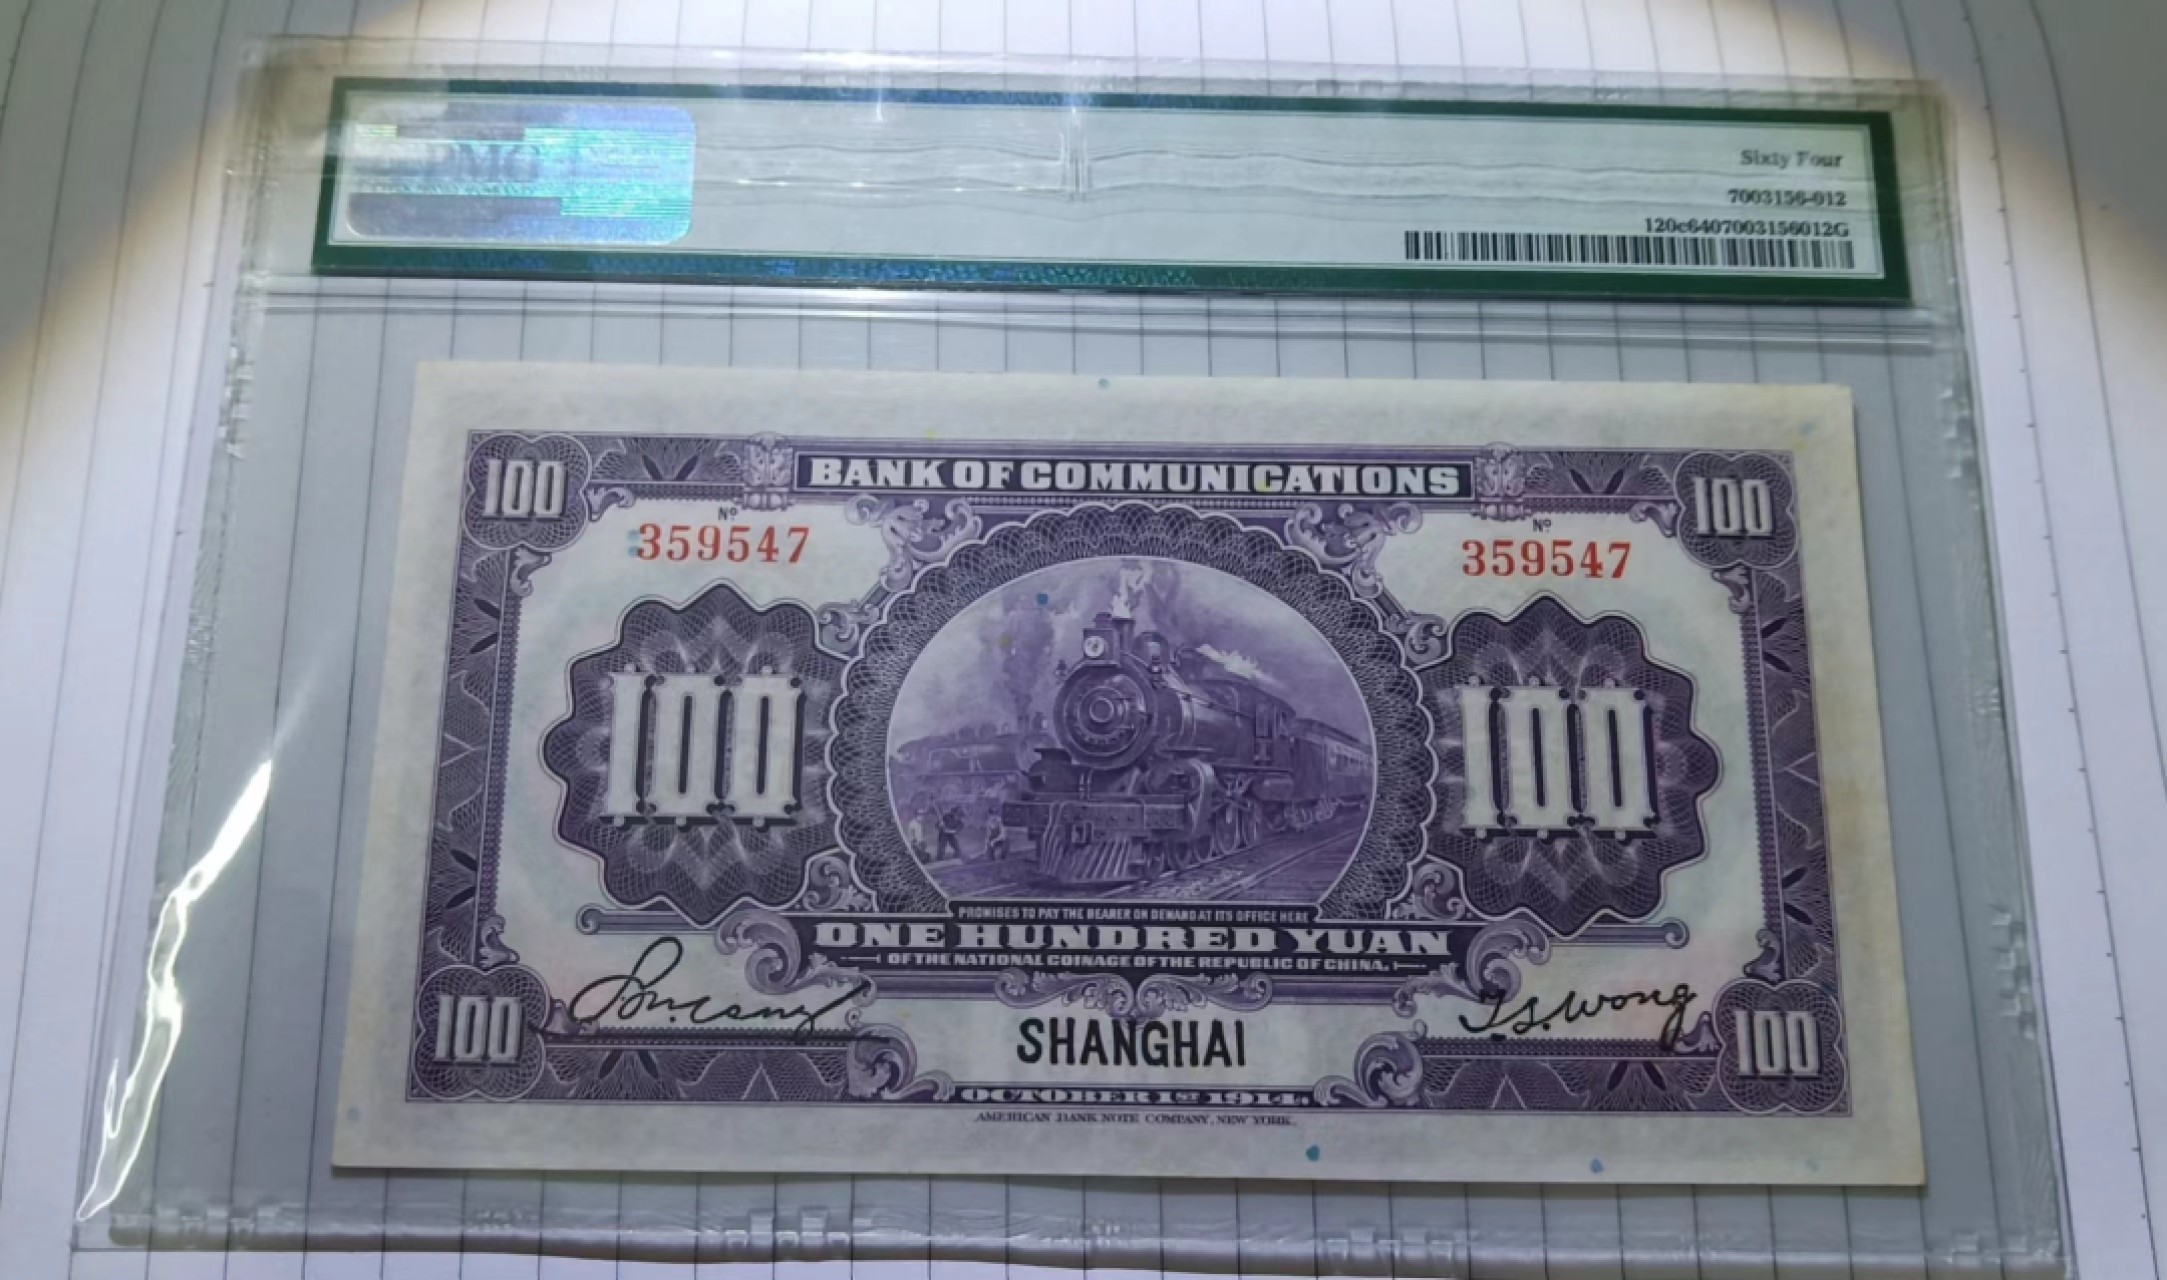 PMG
Sixty Four
7003156-012
120c6407003156012G
100
BANK OF COMMUNICATIONS
100
Nº
359547
Nº
359547
100
100
PROMISES TO PAY THE BEARER ON DEMAND AT ITS OFFICE HERE
ONE HUNDRED YUAN
OF THE NATIONAL COINAGE OF THE REPUBLIC OF CHINA.
T.S. Wong
100
SHANGHAI
100
OCTOBER 1ST 1914.
AMERICAN BANK NOTE COMPANY, NEW YORK.